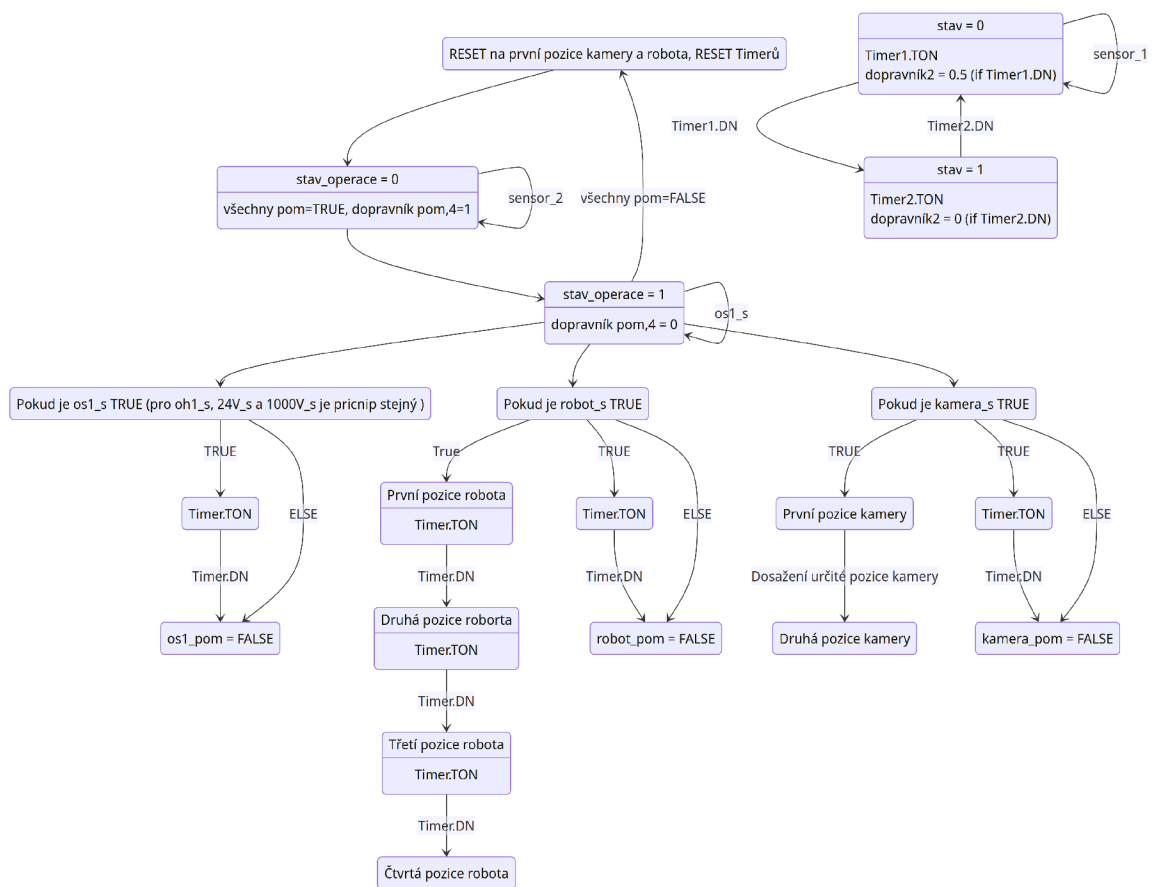 RESET na první pozice kamery a robota, RESET Timerů
stav_operace = 0
všechny pom=TRUE, dopravník pom,4=1
sensor_2
všechny pom=FALSE
stav = 0
Timer1.TON
dopravník2 = 0.5 (if Timer1.DN)
sensor_1
Timer1.DN
Timer2.DN
stav = 1
Timer2.TON
dopravník2 = 0 (if Timer2.DN)
stav_operace = 1
dopravník pom,4 = 0
os1_s
Pokud je os1_s TRUE (pro oh1_s, 24V_s a 1000V_s je pricnip stejný )
TRUE
Timer.TON
ELSE
Timer.DN
os1_pom = FALSE
Pokud je robot_s TRUE
True
První pozice robota
Timer.TON
Timer.DN
Druhá pozice roborta
Timer.TON
Timer.DN
Třetí pozice robota
Timer.TON
Timer.DN
Čtvrtá pozice robota
TRUE
Timer.TON
ELSE
Timer.DN
robot_pom = FALSE
Pokud je kamera_s TRUE
TRUE
První pozice kamery
Dosažení určité pozice kamery
Druhá pozice kamery
TRUE
Timer.TON
ELSE
Timer.DN
kamera_pom = FALSE